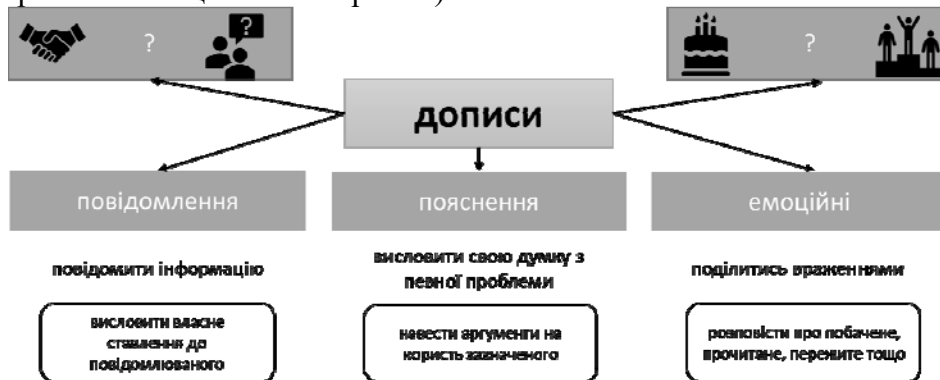 ?
?
?
дописи
повідомлення
пояснення
емоційні
повідомити інформацію
висловити свою думку з
певної проблеми
поділитись враженнями
висловити власне
ставлення до
повідомлюваного
навести аргументи на
користь зазначеного
розповісти про побачене,
прочитане, пережите тощо